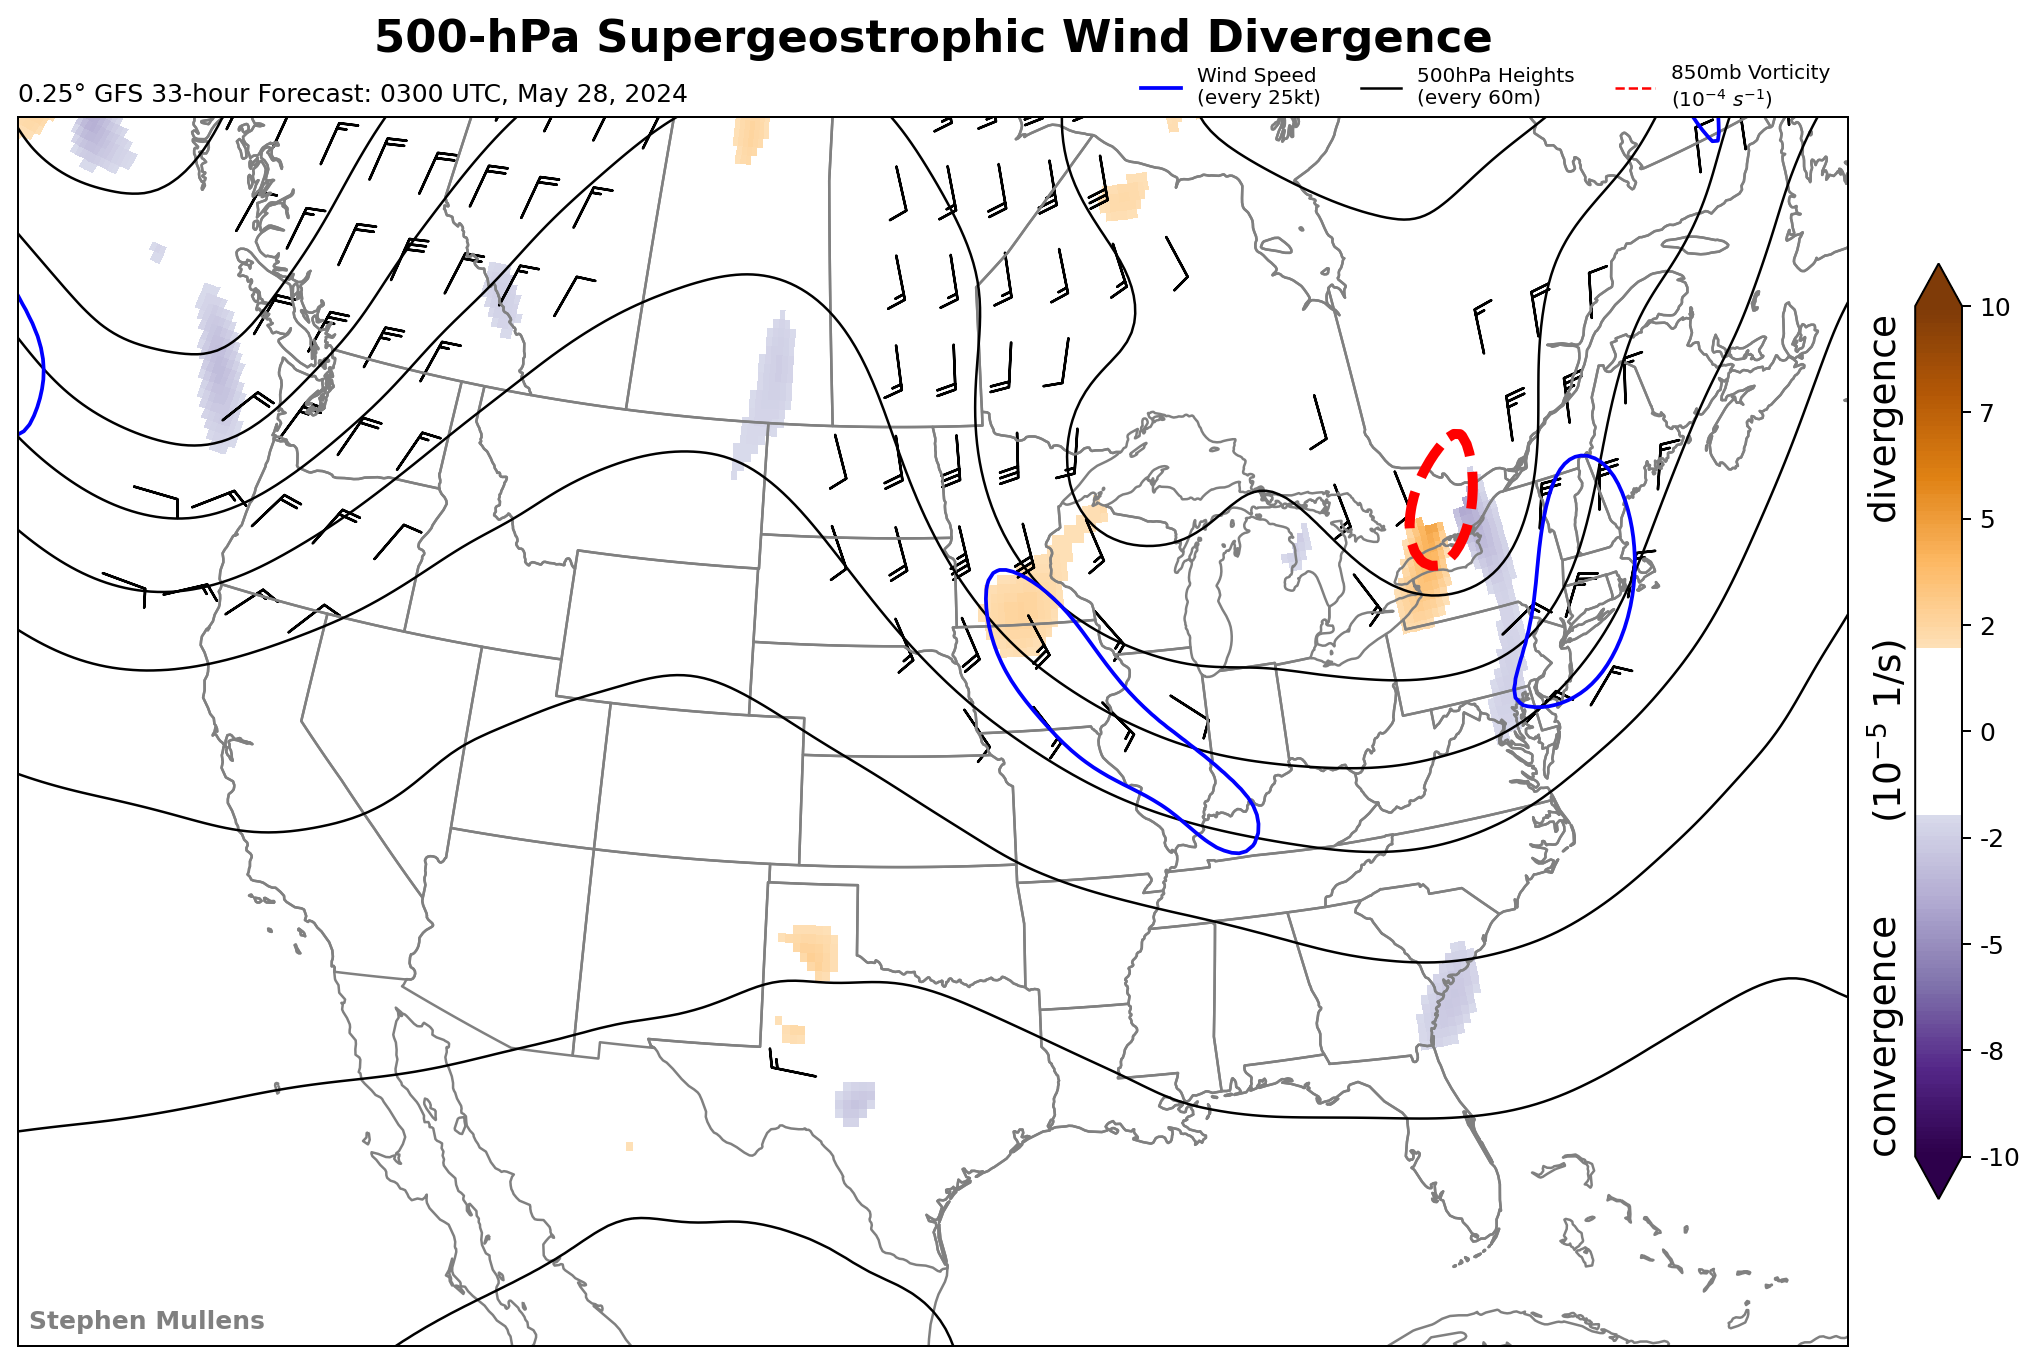 500-hPa Supergeostrophic Wind Divergence
0.25° GFS 33-hour Forecast: 0300 UTC, May 28, 2024
Wind Speed
(every 25kt)
500hPa Heights
(every 60m)
850mb Vorticity
(10⁻⁴ s⁻¹)
10
7
5
2
0
-2
-5
-8
-10
convergence (10⁻⁵ 1/s) divergence
Stephen Mullens